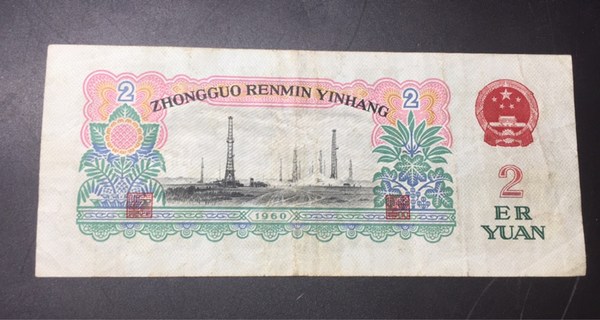 2
ZHONGGUO RENMIN YINHANG
2
1960
2
ER
YUAN